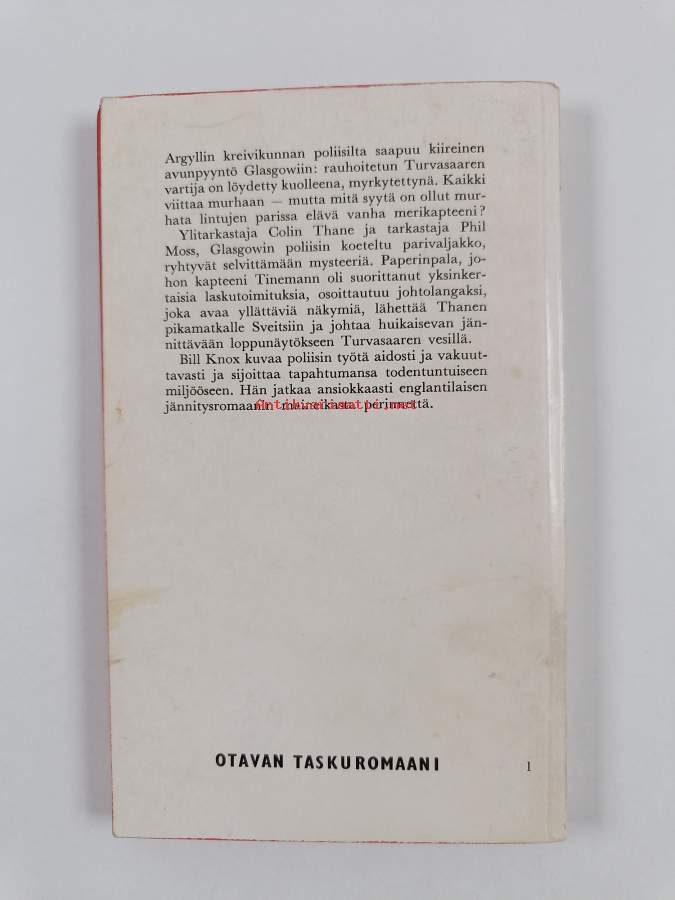 Argyllin kreivikunnan poliisilta saapuu kiireinen
avunpyyntö Glasgowiin: rauhoitetun Turvasaaren
vartija on löydetty kuolleena, myrkytettynä. Kaikki
viittaa murhaan — mutta mitä syytä on ollut mur-
hata lintujen parissa elävä vanha merikapteeni?
Ylitarkastaja Colin Thane ja tarkastaja Phil
Moss, Glasgowin poliisin koeteltu parivaljakko,
ryhtyvät selvittämään mysteeriä. Paperinpala, jo-
hon kapteeni Tinemann oli suorittanut yksinker-
taisia laskutoimituksia, osoittautuu johtolangaksi,
joka avaa yllättäviä näkymiä, lähettää Thanen
pikamatkalle Sveitsiin ja johtaa huikaisevan jän-
nittävään loppunäytökseen Turvasaaren vesillä.
Bill Knox kuvaa poliisin työtä aidosti ja vakuut-
tavasti ja sijoittaa tapahtumansa todentuntuiseen
miljööseen. Hän jatkaa ansiokkaasti englantilaisen
jännitysromaanin perinnettä.
OTAVAN TASKUROMAANI
1